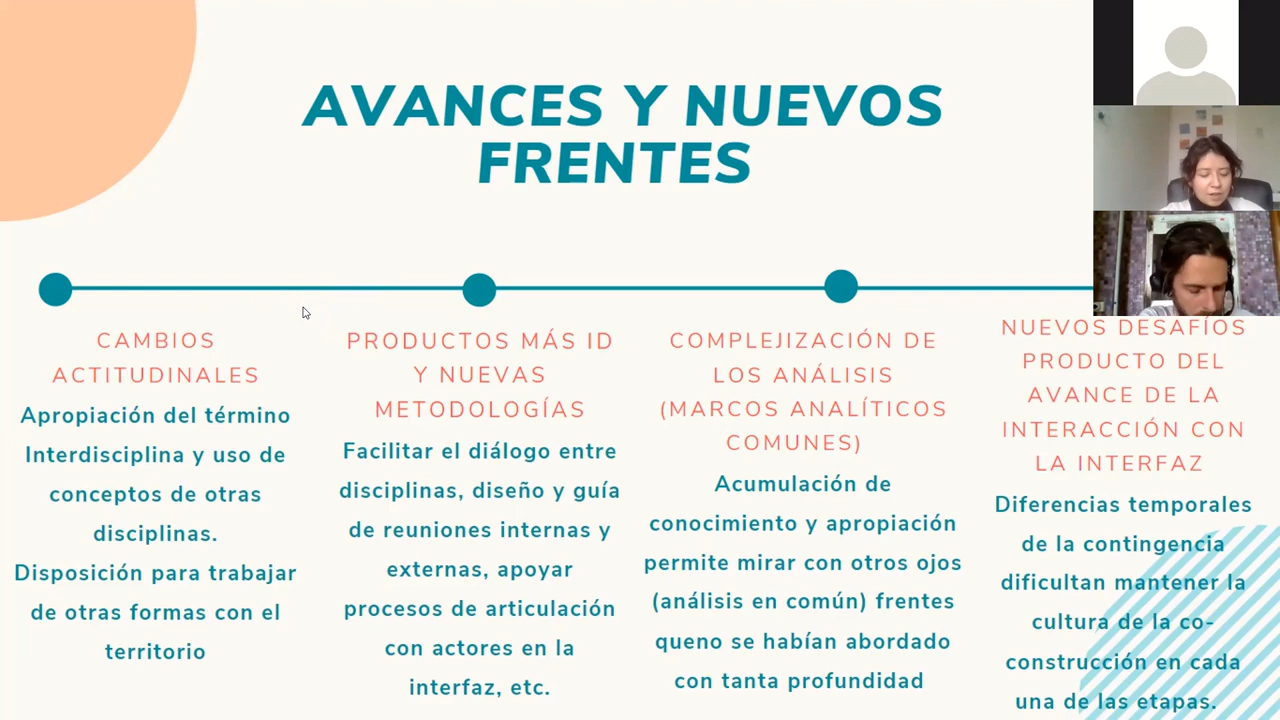 AVANCES Y NUEVOS
FRENTES
CAMBIOS
ACTITUDINALES
Apropiación del término
Interdisciplina y uso de
conceptos de otras
disciplinas.
Disposición para trabajar
de otras formas con el
territorio
PRODUCTOS MÁS ID
Y NUEVAS
METODOLOGÍAS
Facilitar el diálogo entre
disciplinas, diseño y guía
de reuniones internas y
externas, apoyar
procesos de articulación
con actores en la
interfaz, etc.
COMPLEJIZACIÓN DE
LOS ANÁLISIS
(MARCOS ANALÍTICOS
COMUNES)
Acumulación de
conocimiento y apropiación
permite mirar con otros ojos
(análisis en común) frentes
queno se habían abordado
con tanta profundidad
NUEVOS DESAFÍOS
PRODUCTO DEL
AVANCE DE LA
INTERACCIÓN CON
LA INTERFAZ
Diferencias temporales
de la contingencia
dificultan mantener la
cultura de la co-
construcción en cada
una de las etapas.